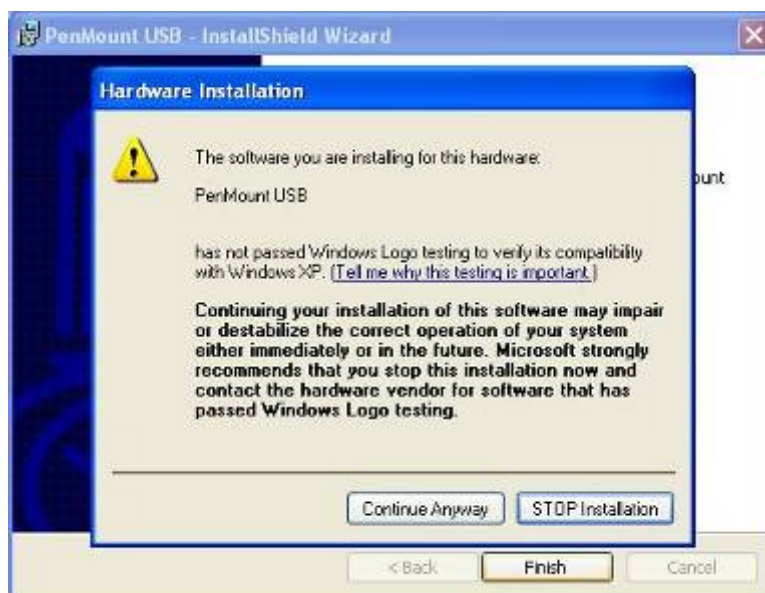 PenMount USB - InstallShield Wizard
Hardware Installation
The software you are installing for this hardware:
PenMount USB
has not passed Windows Logo testing to verify its compatibility
with Windows XP. (Tell me why this testing is important.)
Continuing your installation of this software may impair
or destabilize the correct operation of your system
either immediately or in the future. Microsoft strongly
recommends that you stop this installation now and
contact the hardware vendor for software that has
passed Windows Logo testing.
Continue Anyway
STOP Installation
< Back
Finish
Cancel